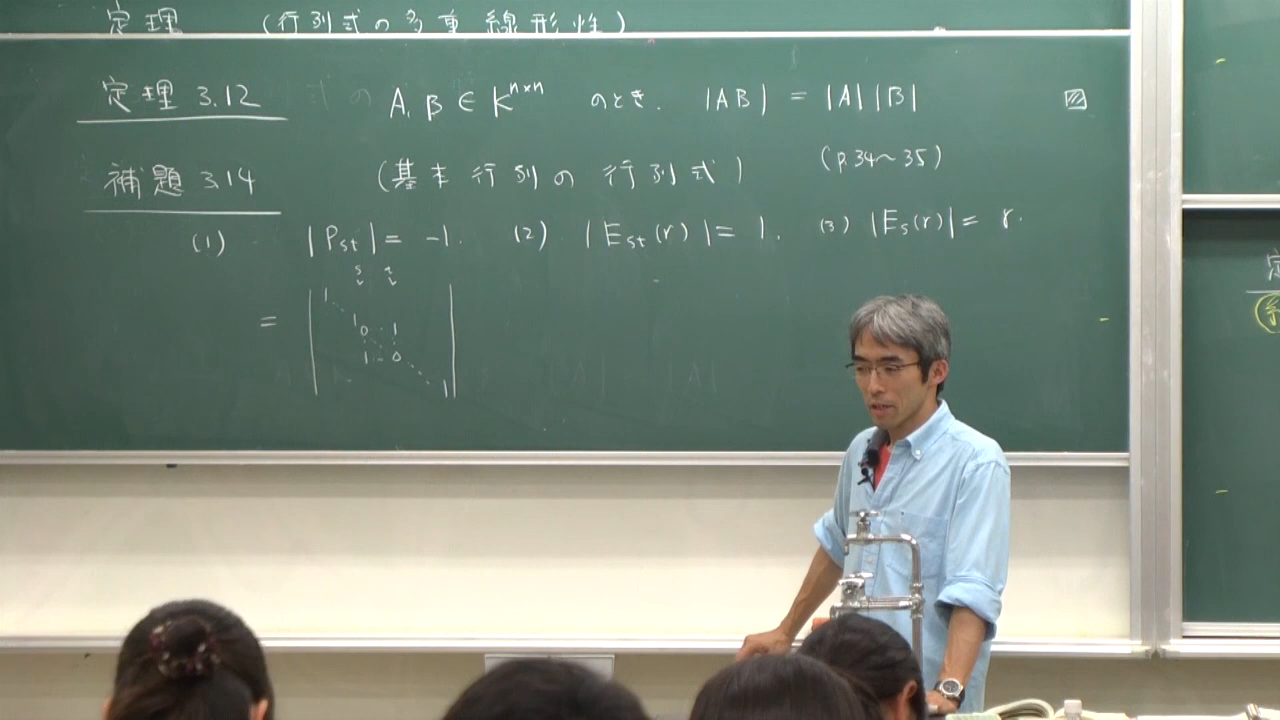 定理 (行列式の多重線形性)
定理 3.12 A, B ∈ K^{n×n} のとき. |AB| = |A||B| ▨
補題 3.14 (基本行列の行列式) (p.34〜35)
(1) |P_{st}| = -1. (2) |E_{st}(r)| = 1. (3) |E_s(r)| = r.
s t
= | 1
1
0 1
1 0
1 |
定